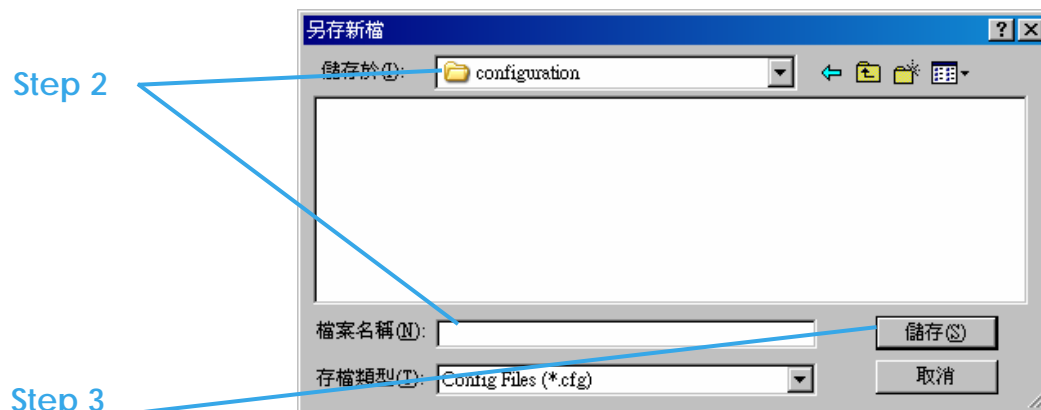 另存新檔
儲存於(I): configuration
Step 2
檔案名稱(N):
儲存(S)
存檔類型(T): Config Files (*.cfg)
取消
Step 3